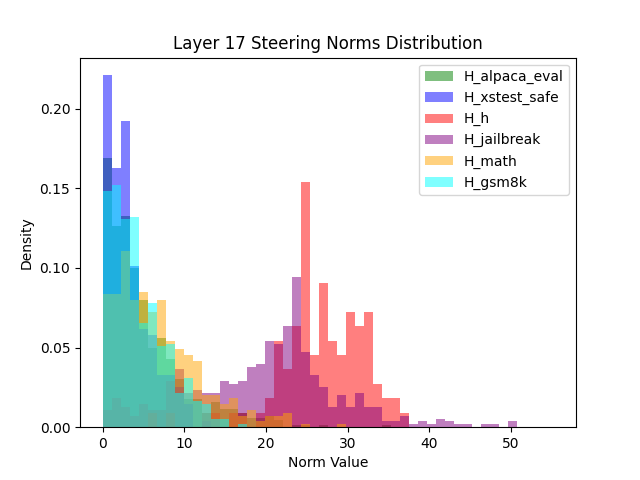 Layer 17 Steering Norms Distribution
H_alpaca_eval
H_xstest_safe
H_h
H_jailbreak
H_math
H_gsm8k
0.20
0.15
0.10
0.05
0.00
Density
0 10 20 30 40 50
Norm Value